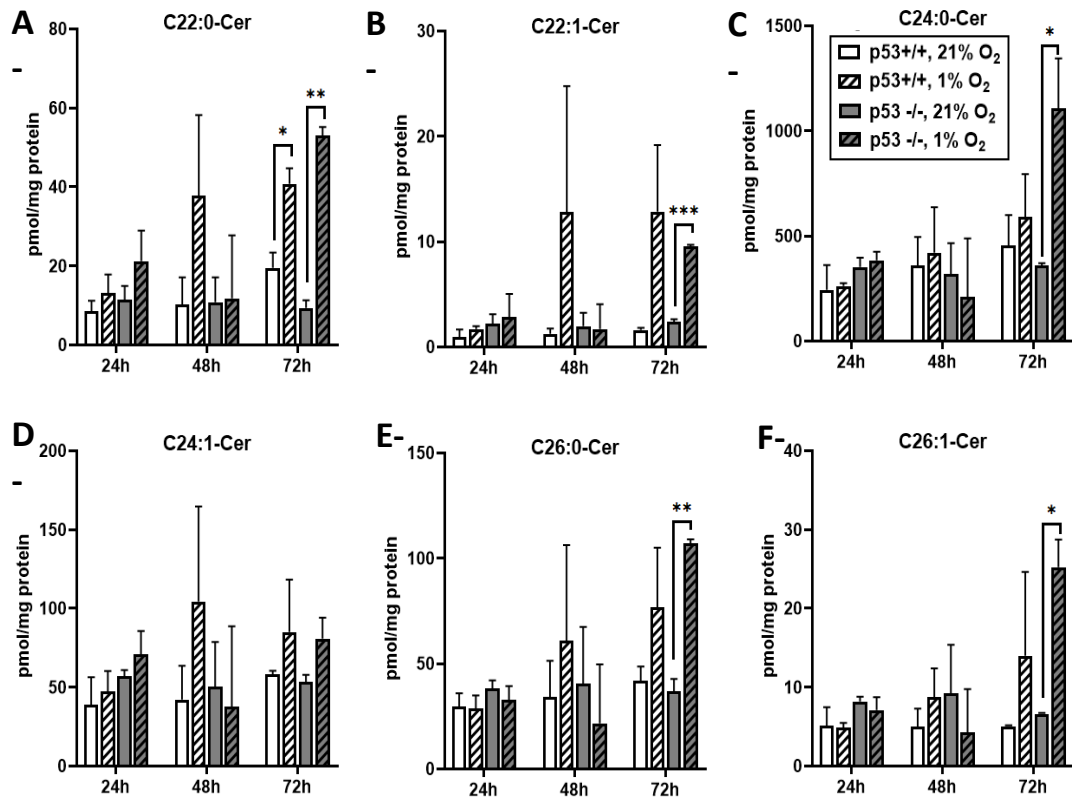 A
-
C22:0-Cer
pmol/mg protein
80
60
40
20
0
*
**
24h
48h
72h
B
-
C22:1-Cer
pmol/mg protein
30
20
10
0
***
24h
48h
72h
C
-
C24:0-Cer
pmol/mg protein
1500
1000
500
0
*
p53+/+, 21% O₂
p53+/+, 1% O₂
p53 -/-, 21% O₂
p53 -/-, 1% O₂
24h
48h
72h
D
-
C24:1-Cer
pmol/mg protein
200
150
100
50
0
24h
48h
72h
E-
C26:0-Cer
pmol/mg protein
150
100
50
0
**
24h
48h
72h
F-
C26:1-Cer
pmol/mg protein
40
30
20
10
0
*
24h
48h
72h